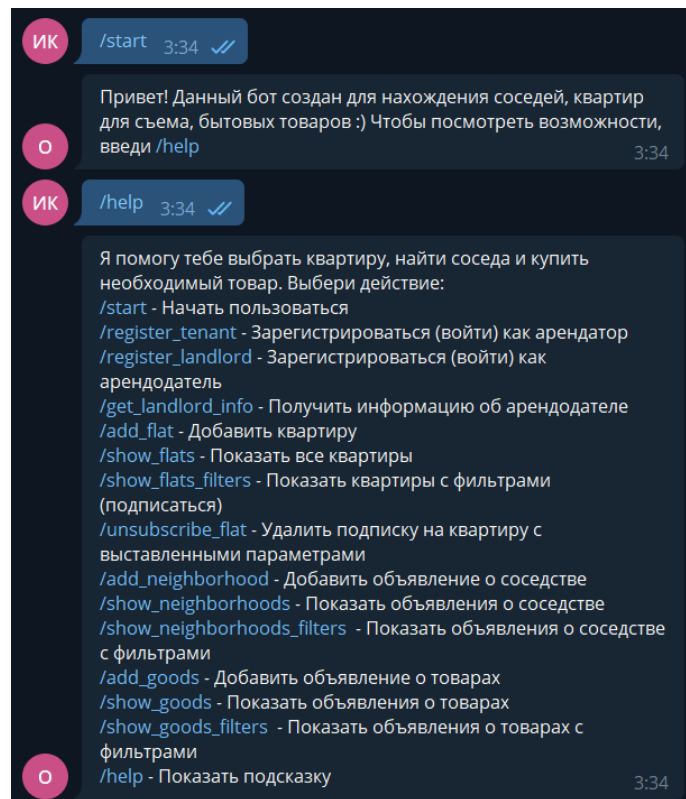 ИК
/start 3:34
Привет! Данный бот создан для нахождения соседей, квартир
для съема, бытовых товаров :) Чтобы посмотреть возможности,
введи /help
3:34
О
ИК
/help 3:34
Я помогу тебе выбрать квартиру, найти соседа и купить
необходимый товар. Выбери действие:
/start - Начать пользоваться
/register_tenant - Зарегистрироваться (войти) как арендатор
/register_landlord - Зарегистрироваться (войти) как
арендодатель
/get_landlord_info - Получить информацию об арендодателе
/add_flat - Добавить квартиру
/show_flats - Показать все квартиры
/show_flats_filters - Показать квартиры с фильтрами
(подписаться)
/unsubscribe_flat - Удалить подписку на квартиру с
выставленными параметрами
/add_neighborhood - Добавить объявление о соседстве
/show_neighborhoods - Показать объявления о соседстве
/show_neighborhoods_filters - Показать объявления о соседстве
с фильтрами
/add_goods - Добавить объявление о товарах
/show_goods - Показать объявления о товарах
/show_goods_filters - Показать объявления о товарах с
фильтрами
/help - Показать подсказку
3:34
О